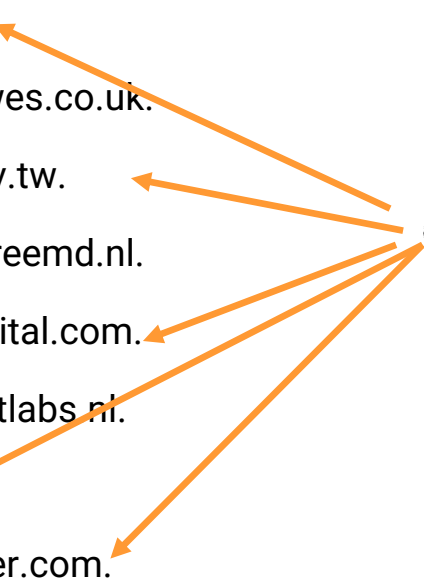 ves.co.uk.
.tw.
reemd.nl.
ital.com.
tlabs.nl.
er.com.